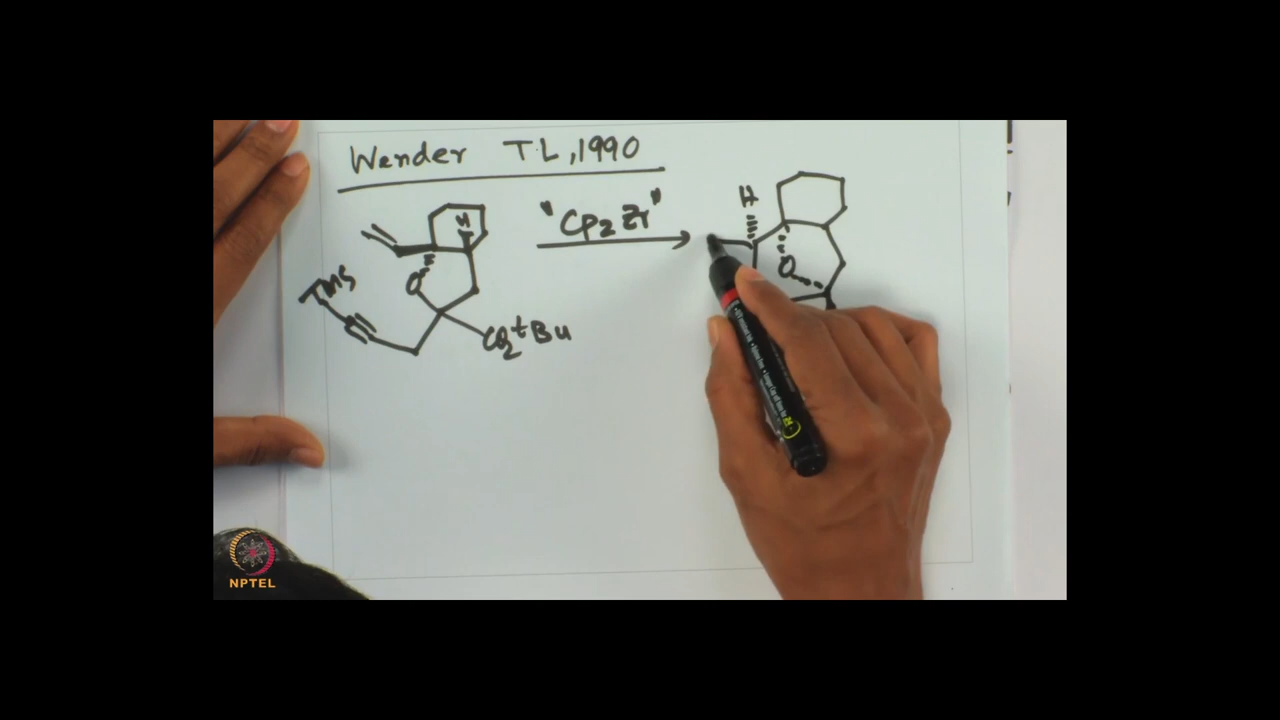 Wender T.L, 1990
"Cp2Zr"
H
H
O
O
TMS
CO2tBu
NPTEL